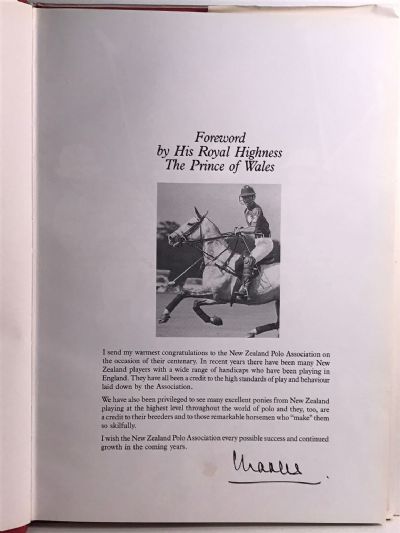 Foreword
by His Royal Highness
The Prince of Wales
I send my warmest congratulations to the New Zealand Polo Association on
the occasion of their centenary. In recent years there have been many New
Zealand players with a wide range of handicaps who have been playing in
England. They have all been a credit to the high standards of play and behaviour
laid down by the Association.
We have also been privileged to see many excellent ponies from New Zealand
playing at the highest level throughout the world of polo and they, too, are
a credit to their breeders and to those remarkable horsemen who "make" them
so skilfully.
I wish the New Zealand Polo Association every possible success and continued
growth in the coming years.
Charles